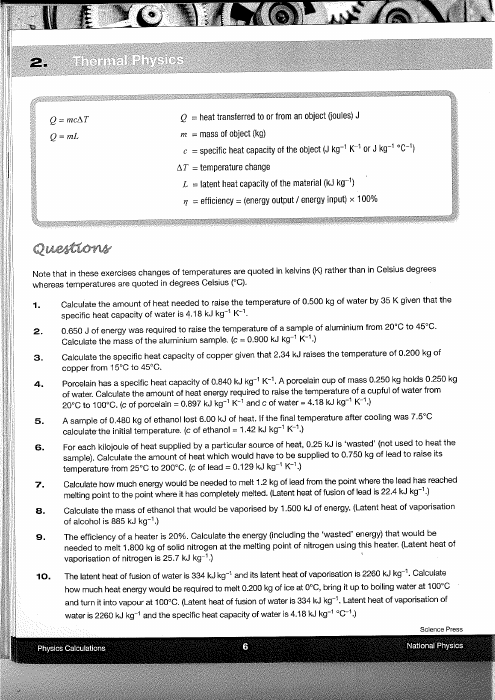 2. Thermal Physics
Q = mcΔT
Q = mL
Q = heat transferred to or from an object (joules) J
m = mass of object (kg)
c = specific heat capacity of the object (J kg⁻¹ K⁻¹ or J kg⁻¹ °C⁻¹)
ΔT = temperature change
L = latent heat capacity of the material (kJ kg⁻¹)
η = efficiency = (energy output / energy input) × 100%
Questions
Note that in these exercises changes of temperatures are quoted in kelvins (K) rather than in Celsius degrees
whereas temperatures are quoted in degrees Celsius (°C).
1. Calculate the amount of heat needed to raise the temperature of 0.500 kg of water by 35 K given that the
specific heat capacity of water is 4.18 kJ kg⁻¹ K⁻¹.
2. 0.650 J of energy was required to raise the temperature of a sample of aluminium from 20°C to 45°C.
Calculate the mass of the aluminium sample. (c = 0.900 kJ kg⁻¹ K⁻¹.)
3. Calculate the specific heat capacity of copper given that 2.34 kJ raises the temperature of 0.200 kg of
copper from 15°C to 45°C.
4. Porcelain has a specific heat capacity of 0.840 kJ kg⁻¹ K⁻¹. A porcelain cup of mass 0.250 kg holds 0.250 kg
of water. Calculate the amount of heat energy required to raise the temperature of a cupful of water from
20°C to 100°C. (c of porcelain = 0.897 kJ kg⁻¹ K⁻¹ and c of water = 4.18 kJ kg⁻¹ K⁻¹.)
5. A sample of 0.480 kg of ethanol lost 6.00 kJ of heat. If the final temperature after cooling was 7.5°C
calculate the initial temperature. (c of ethanol = 1.42 kJ kg⁻¹ K⁻¹.)
6. For each kilojoule of heat supplied by a particular source of heat, 0.25 kJ is 'wasted' (not used to heat the
sample). Calculate the amount of heat which would have to be supplied to 0.750 kg of lead to raise its
temperature from 25°C to 200°C. (c of lead = 0.129 kJ kg⁻¹ K⁻¹.)
7. Calculate how much energy would be needed to melt 1.2 kg of lead from the point where the lead has reached
melting point to the point where it has completely melted. (Latent heat of fusion of lead is 22.4 kJ kg⁻¹.)
8. Calculate the mass of ethanol that would be vaporised by 1.500 kJ of energy. (Latent heat of vaporisation
of alcohol is 885 kJ kg⁻¹.)
9. The efficiency of a heater is 20%. Calculate the energy (including the 'wasted' energy) that would be
needed to melt 1.800 kg of solid nitrogen at the melting point of nitrogen using this heater. (Latent heat of
vaporisation of nitrogen is 25.7 kJ kg⁻¹.)
10. The latent heat of fusion of water is 334 kJ kg⁻¹ and its latent heat of vaporisation is 2260 kJ kg⁻¹. Calculate
how much heat energy would be required to melt 0.200 kg of ice at 0°C, bring it up to boiling water at 100°C
and turn it into vapour at 100°C. (Latent heat of fusion of water is 334 kJ kg⁻¹. Latent heat of vaporisation of
water is 2260 kJ kg⁻¹ and the specific heat capacity of water is 4.18 kJ kg⁻¹ °C⁻¹.)
Science Press
Physics Calculations 6 National Physics